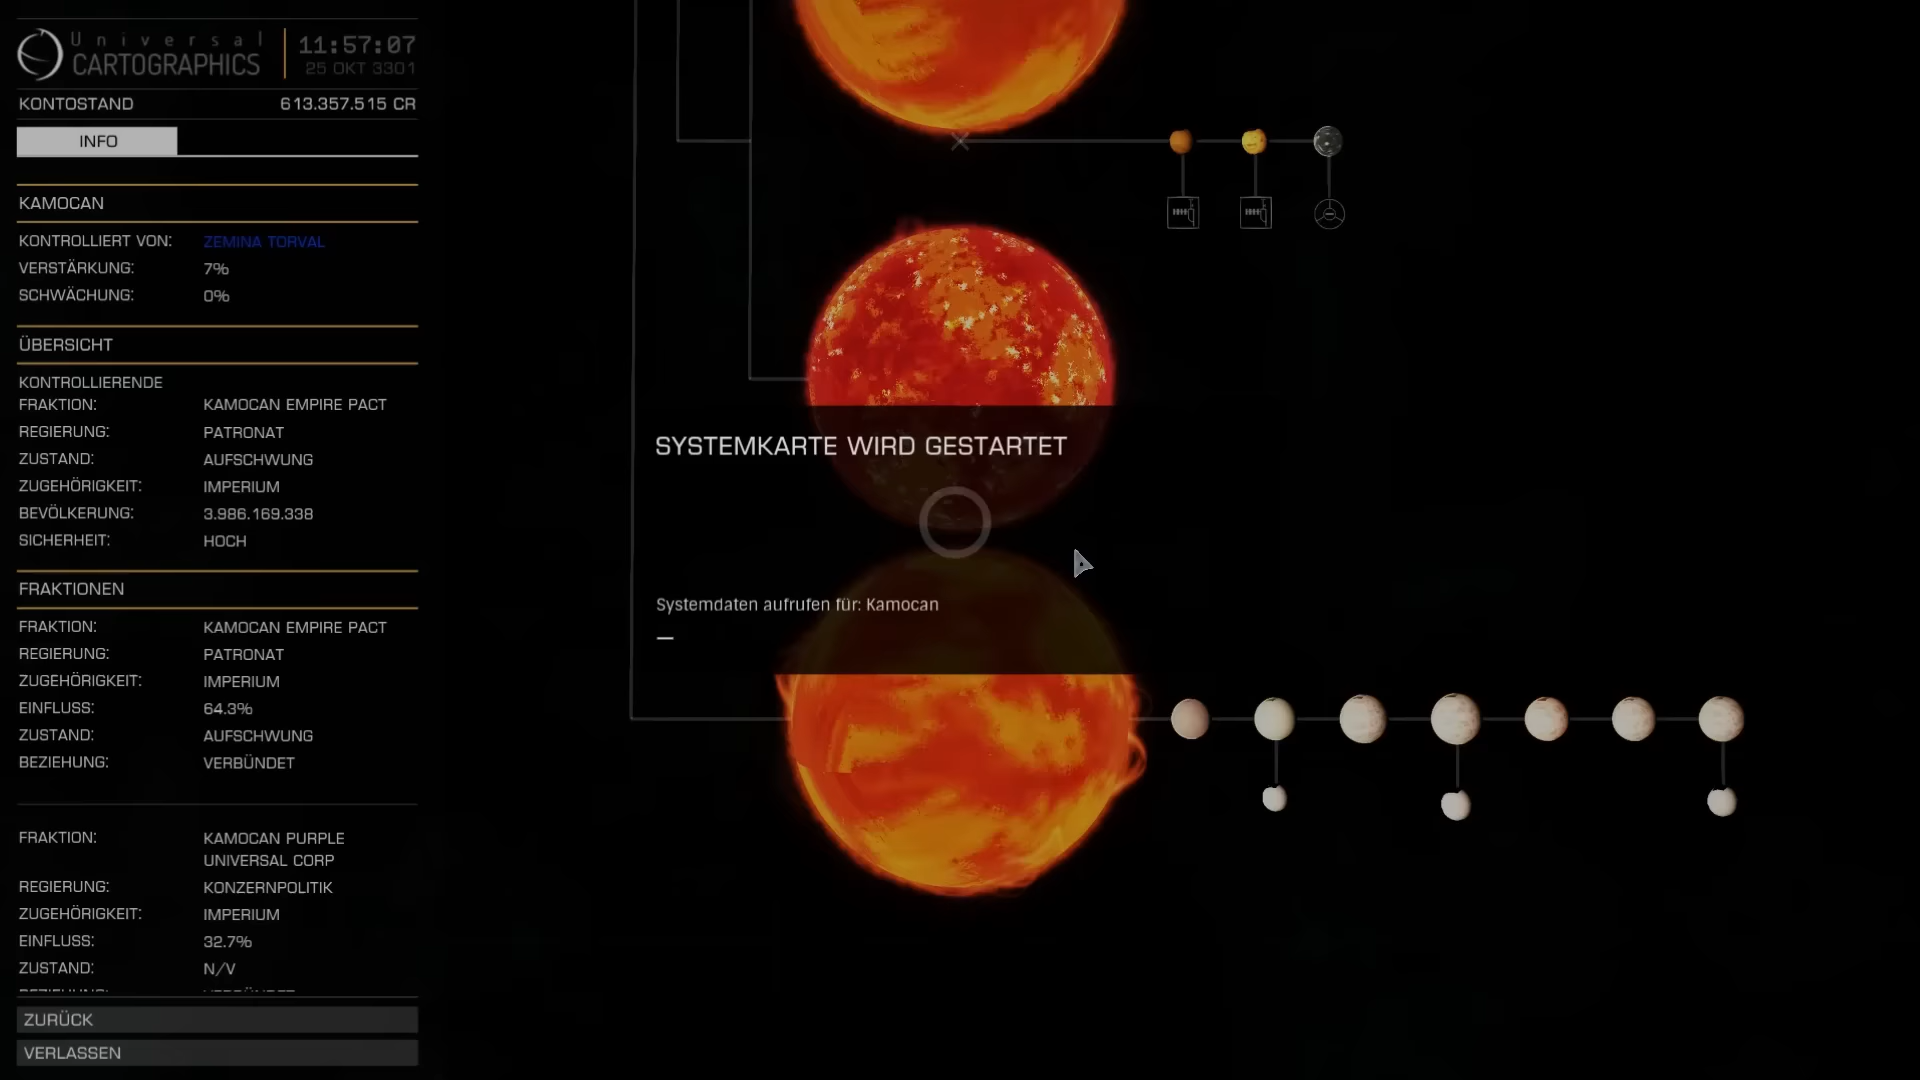 Universal
CARTOGRAPHICS
11:57:07
25 OKT 3301
KONTOSTAND 613.357.515 CR
INFO
KAMOCAN
KONTROLLIERT VON: ZEMINA TORVAL
VERSTÄRKUNG: 7%
SCHWÄCHUNG: 0%
ÜBERSICHT
KONTROLLIERENDE
FRAKTION: KAMOCAN EMPIRE PACT
REGIERUNG: PATRONAT
ZUSTAND: AUFSCHWUNG
ZUGEHÖRIGKEIT: IMPERIUM
BEVÖLKERUNG: 3.986.169.338
SICHERHEIT: HOCH
FRAKTIONEN
FRAKTION: KAMOCAN EMPIRE PACT
REGIERUNG: PATRONAT
ZUGEHÖRIGKEIT: IMPERIUM
EINFLUSS: 64.3%
ZUSTAND: AUFSCHWUNG
BEZIEHUNG: VERBÜNDET
FRAKTION: KAMOCAN PURPLE
UNIVERSAL CORP
REGIERUNG: KONZERNPOLITIK
ZUGEHÖRIGKEIT: IMPERIUM
EINFLUSS: 32.7%
ZUSTAND: N/V
ZURÜCK
VERLASSEN
SYSTEMKARTE WIRD GESTARTET
Systemdaten aufrufen für: Kamocan